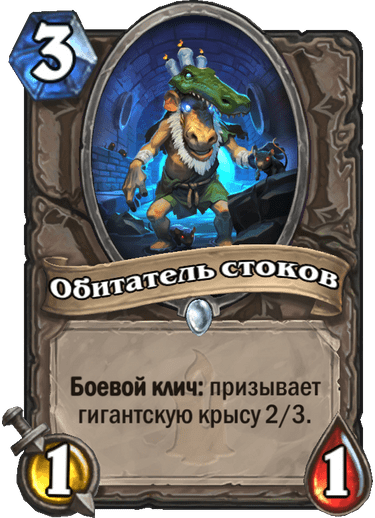 3
Обитатель стоков
Боевой клич: призывает
гигантскую крысу 2/3.
1
1